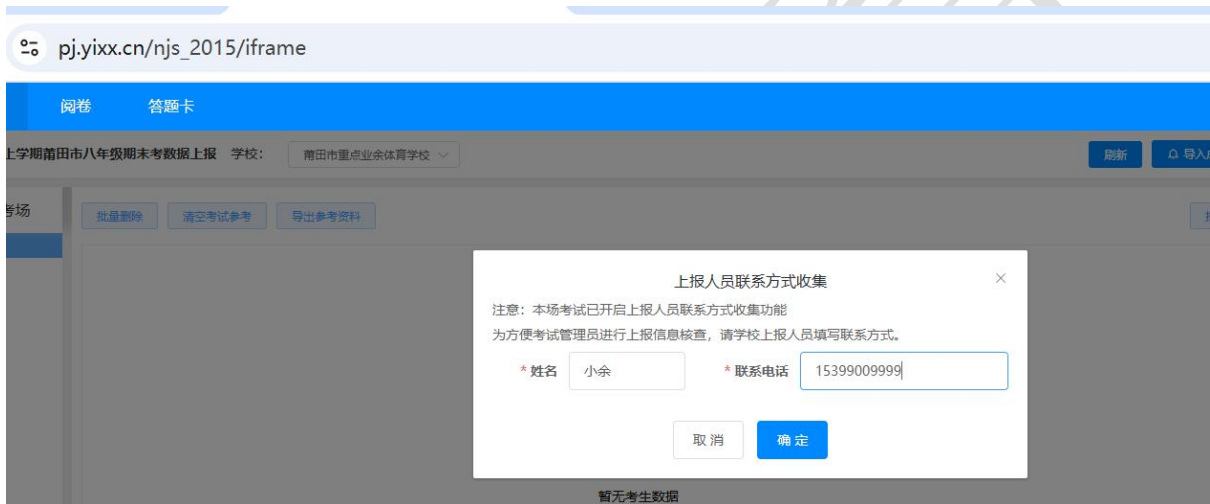 pj.yixx.cn/njs_2015/iframe
阅卷 答题卡
上学期莆田市八年级期末考数据上报 学校： 莆田市重点业余体育学校 刷新 导入
考场 批量删除 清空考试参考 导出参考资料
上报人员联系方式收集
注意：本场考试已开启上报人员联系方式收集功能
为方便考试管理员进行上报信息核查，请学校上报人员填写联系方式。
* 姓名 小余 * 联系电话 15399009999
取消 确定
暂无考生数据